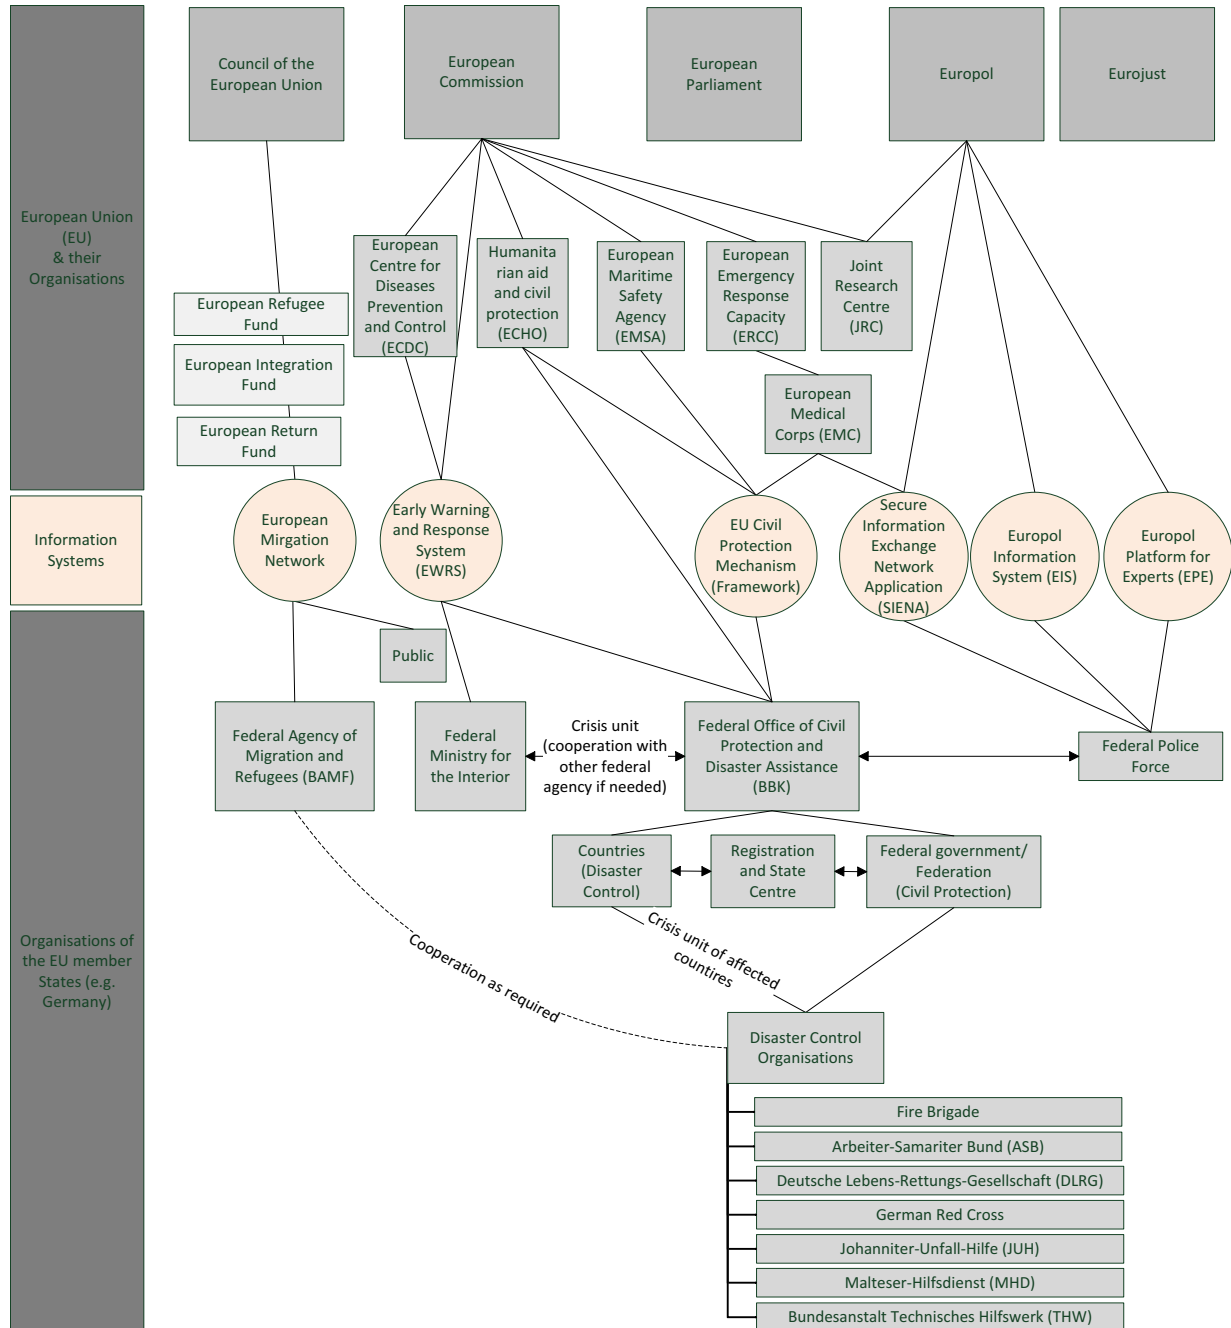 Council of the
European Union
European
Commission
European
Parliament
Europol
Eurojust
European Union
(EU)
& their
Organisations
European
Centre for
Diseases
Prevention
and Control
(ECDC)
Humanita
rian aid
and civil
protection
(ECHO)
European
Maritime
Safety
Agency
(EMSA)
European
Emergency
Response
Capacity
(ERCC)
Joint
Research
Centre
(JRC)
European Refugee
Fund
European Integration
Fund
European Return
Fund
European
Medical
Corps (EMC)
Information
Systems
European
Mirgation
Network
Early Warning
and Response
System
(EWRS)
EU Civil
Protection
Mechanism
(Framework)
Secure
Information
Exchange
Network
Application
(SIENA)
Europol
Information
System (EIS)
Europol
Platform for
Experts (EPE)
Public
Federal Agency of
Migration and
Refugees (BAMF)
Federal
Ministry for
the Interior
Crisis unit
(cooperation with
other federal
agency if needed)
Federal Office of Civil
Protection and
Disaster Assistance
(BBK)
Federal Police
Force
Countries
(Disaster
Control)
Registration
and State
Centre
Federal government/
Federation
(Civil Protection)
Organisations of
the EU member
States (e.g.
Germany)
Cooperation as required
Crisis unit of affected
countires
Disaster Control
Organisations
Fire Brigade
Arbeiter-Samariter Bund (ASB)
Deutsche Lebens-Rettungs-Gesellschaft (DLRG)
German Red Cross
Johanniter-Unfall-Hilfe (JUH)
Malteser-Hilfsdienst (MHD)
Bundesanstalt Technisches Hilfswerk (THW)